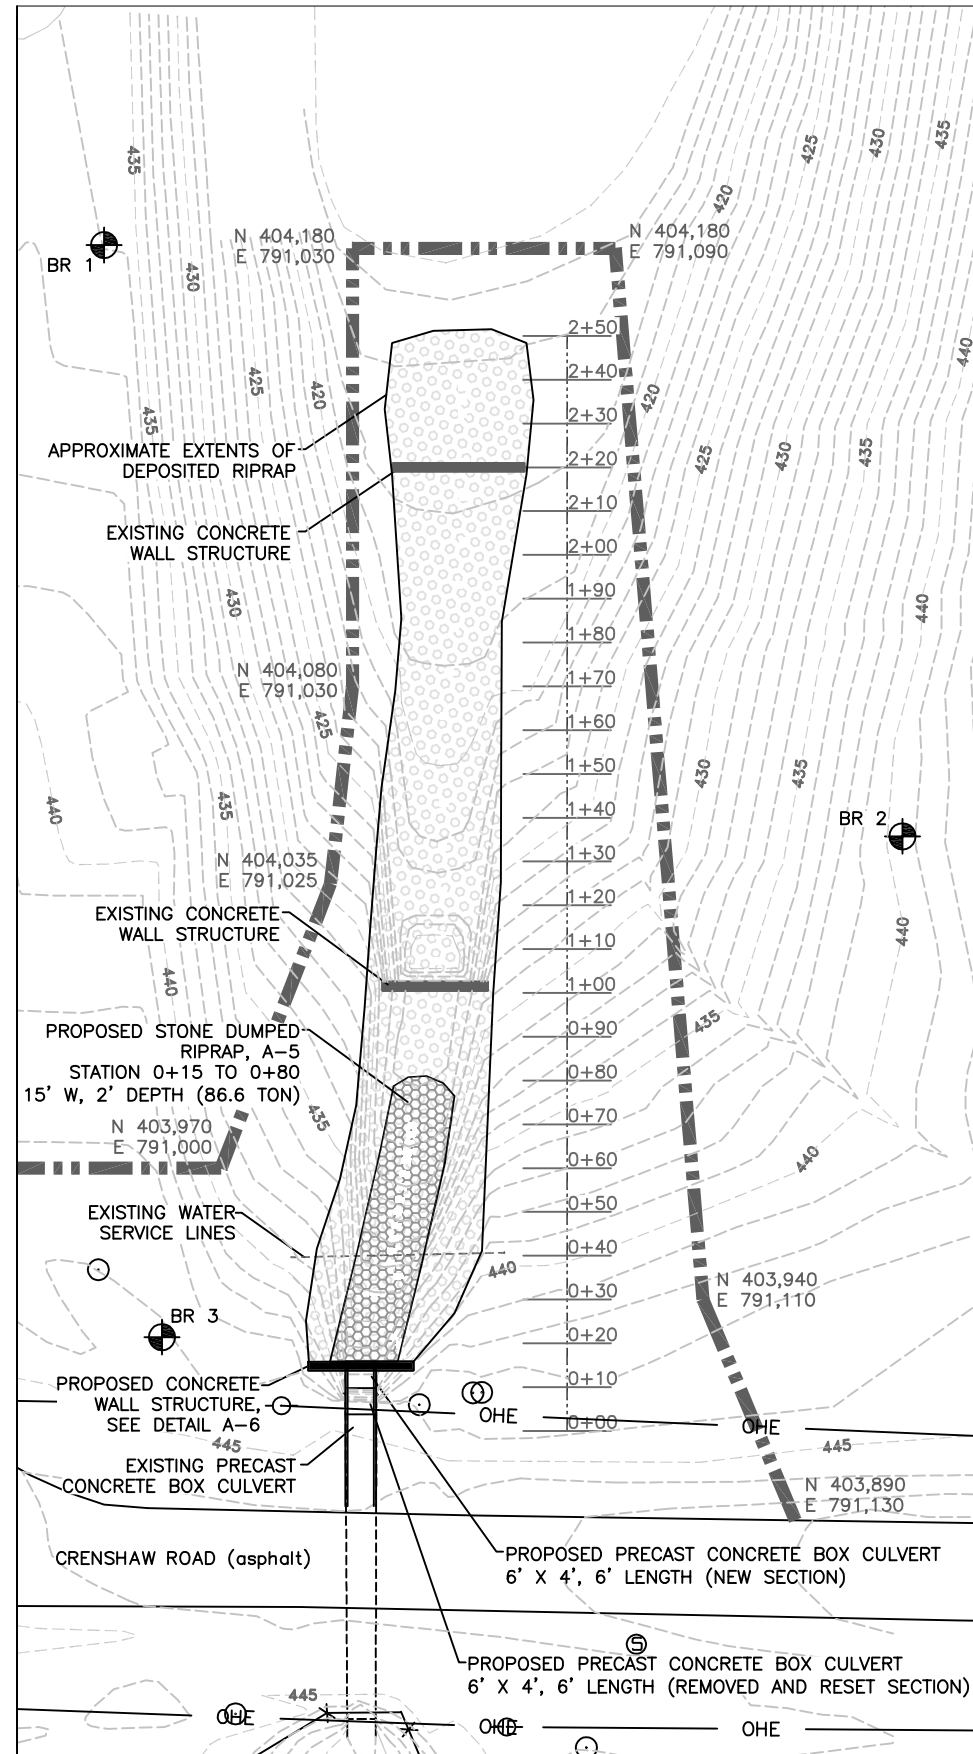 435
420
425
430
435
N 404,180
E 791,030
N 404,180
E 791,090
BR 1
430
2+50
440
2+40
425
420
420
435
2+30
APPROXIMATE EXTENTS OF
DEPOSITED RIPRAP
425
430
435
2+20
2+10
EXISTING CONCRETE
WALL STRUCTURE
2+00
430
1+90
440
1+80
N 404,080
E 791,030
1+70
425
1+60
1+50
430
435
440
435
1+40
BR 2
1+30
N 404,035
E 791,025
1+20
EXISTING CONCRETE
WALL STRUCTURE
440
1+10
440
1+00
435
PROPOSED STONE DUMPED
RIPRAP, A-5
STATION 0+15 TO 0+80
15' W, 2' DEPTH (86.6 TON)
0+90
0+80
435
0+70
N 403,970
E 791,000
0+60
440
EXISTING WATER
SERVICE LINES
0+50
0+40
440
N 403,940
E 791,110
0+30
BR 3
0+20
PROPOSED CONCRETE
WALL STRUCTURE,
SEE DETAIL A-6
0+10
OHE
0+00
OHE
445
445
EXISTING PRECAST
CONCRETE BOX CULVERT
N 403,890
E 791,130
CRENSHAW ROAD (asphalt)
PROPOSED PRECAST CONCRETE BOX CULVERT
6' X 4', 6' LENGTH (NEW SECTION)
S
PROPOSED PRECAST CONCRETE BOX CULVERT
6' X 4', 6' LENGTH (REMOVED AND RESET SECTION)
445
OHE
OHE
OHE